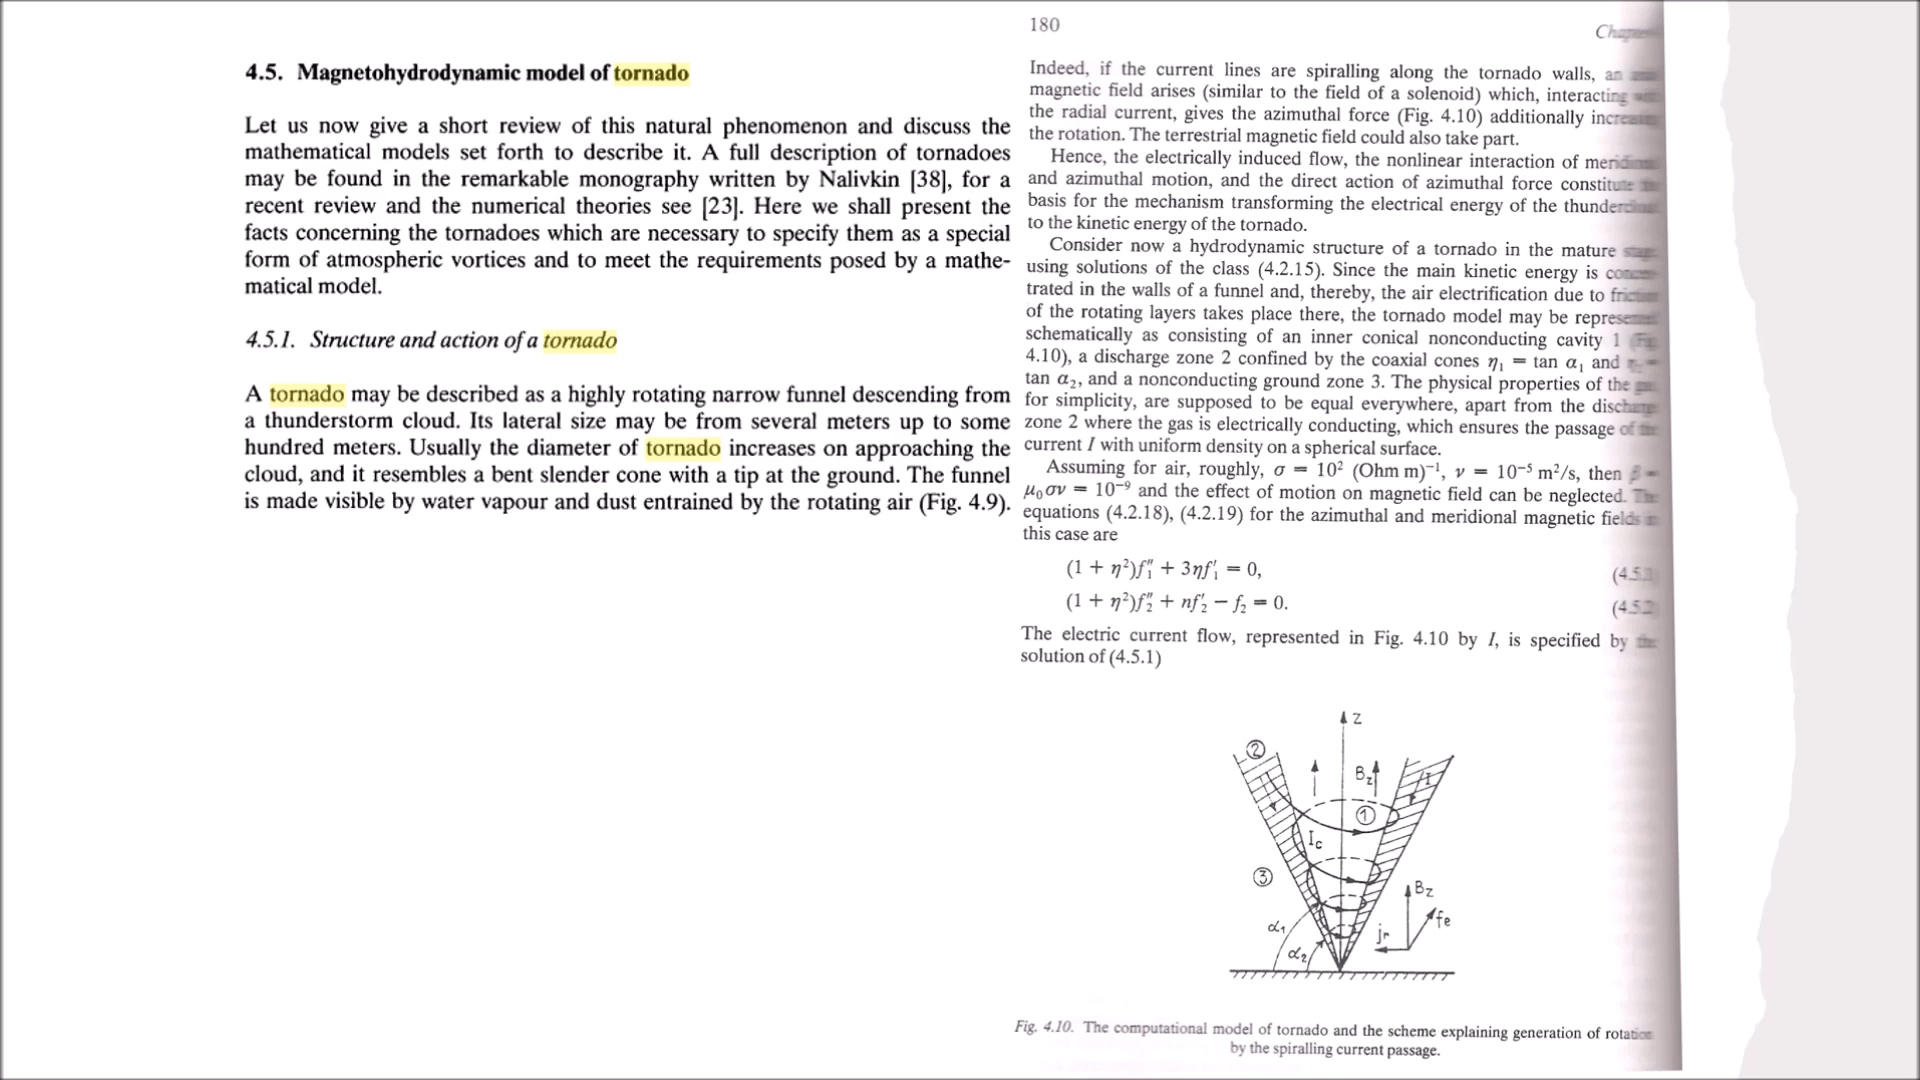 4.5. Magnetohydrodynamic model of tornado
Let us now give a short review of this natural phenomenon and discuss the
mathematical models set forth to describe it. A full description of tornadoes
may be found in the remarkable monography written by Nalivkin [38], for a
recent review and the numerical theories see [23]. Here we shall present the
facts concerning the tornadoes which are necessary to specify them as a special
form of atmospheric vortices and to meet the requirements posed by a mathe-
matical model.
4.5.1. Structure and action of a tornado
A tornado may be described as a highly rotating narrow funnel descending from
a thunderstorm cloud. Its lateral size may be from several meters up to some
hundred meters. Usually the diameter of tornado increases on approaching the
cloud, and it resembles a bent slender cone with a tip at the ground. The funnel
is made visible by water vapour and dust entrained by the rotating air (Fig. 4.9).
180
Indeed, if the current lines are spiralling along the tornado walls, an
magnetic field arises (similar to the field of a solenoid) which, interacting
the radial current, gives the azimuthal force (Fig. 4.10) additionally
the rotation. The terrestrial magnetic field could also take part.
Hence, the electrically induced flow, the nonlinear interaction of
and azimuthal motion, and the direct action of azimuthal force constitute
basis for the mechanism transforming the electrical energy of the
to the kinetic energy of the tornado.
Consider now a hydrodynamic structure of a tornado in the mature
using solutions of the class (4.2.15). Since the main kinetic energy is
trated in the walls of a funnel and, thereby, the air electrification due to friction
of the rotating layers takes place there, the tornado model may be
schematically as consisting of an inner conical nonconducting cavity 1
4.10), a discharge zone 2 confined by the coaxial cones η₁ = tan α₁ and
tan α₂, and a nonconducting ground zone 3. The physical properties of the
for simplicity, are supposed to be equal everywhere, apart from the discharge
zone 2 where the gas is electrically conducting, which ensures the passage of
current I with uniform density on a spherical surface.
Assuming for air, roughly, σ = 10² (Ohm m)⁻¹, ν = 10⁻⁵ m²/s, then β =
μ₀σν = 10⁻⁹ and the effect of motion on magnetic field can be neglected. The
equations (4.2.18), (4.2.19) for the azimuthal and meridional magnetic fields in
this case are
(1 + η²)f₁″ + 3ηf₁′ = 0,
(1 + η²)f₂″ + nf₂′ − f₂ = 0.
The electric current flow, represented in Fig. 4.10 by I, is specified by the
solution of (4.5.1)
z
②
B_z
I
①
I_c
③
B_z
f_e
α₁
j_r
α₂
Fig. 4.10. The computational model of tornado and the scheme explaining generation of rotation
by the spiralling current passage.